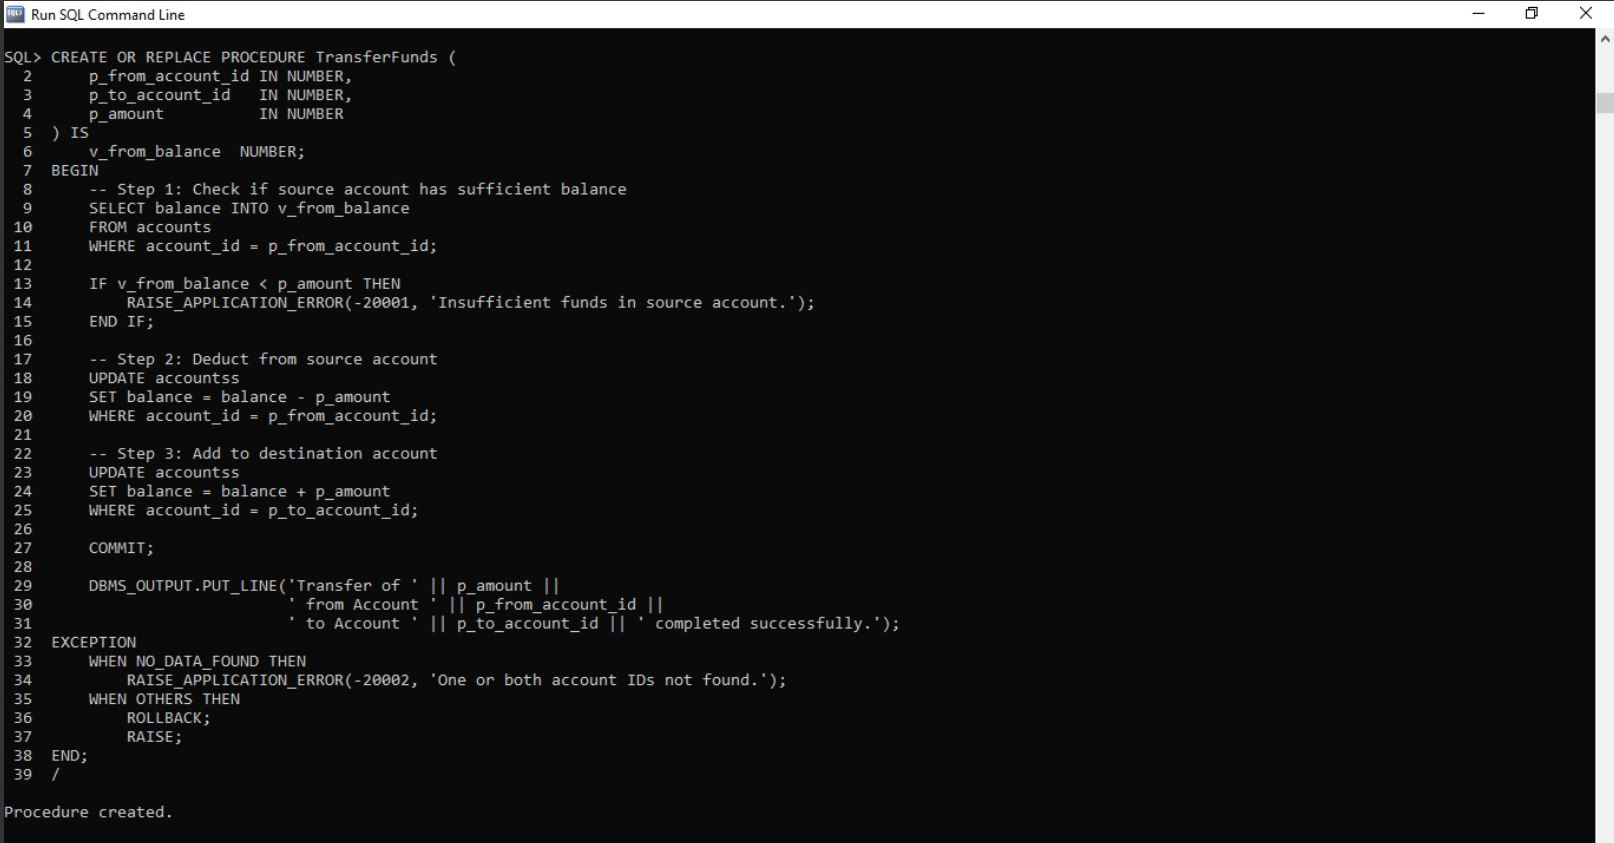 Run SQL Command Line
SQL> CREATE OR REPLACE PROCEDURE TransferFunds (
  2      p_from_account_id IN NUMBER,
  3      p_to_account_id   IN NUMBER,
  4      p_amount          IN NUMBER
  5  ) IS
  6      v_from_balance  NUMBER;
  7  BEGIN
  8      -- Step 1: Check if source account has sufficient balance
  9      SELECT balance INTO v_from_balance
 10      FROM accounts
 11      WHERE account_id = p_from_account_id;
 12
 13      IF v_from_balance < p_amount THEN
 14          RAISE_APPLICATION_ERROR(-20001, 'Insufficient funds in source account.');
 15      END IF;
 16
 17      -- Step 2: Deduct from source account
 18      UPDATE accountss
 19      SET balance = balance - p_amount
 20      WHERE account_id = p_from_account_id;
 21
 22      -- Step 3: Add to destination account
 23      UPDATE accountss
 24      SET balance = balance + p_amount
 25      WHERE account_id = p_to_account_id;
 26
 27      COMMIT;
 28
 29      DBMS_OUTPUT.PUT_LINE('Transfer of ' || p_amount ||
 30                           ' from Account ' || p_from_account_id ||
 31                           ' to Account ' || p_to_account_id || ' completed successfully.');
 32  EXCEPTION
 33      WHEN NO_DATA_FOUND THEN
 34          RAISE_APPLICATION_ERROR(-20002, 'One or both account IDs not found.');
 35      WHEN OTHERS THEN
 36          ROLLBACK;
 37          RAISE;
 38  END;
 39  /
Procedure created.